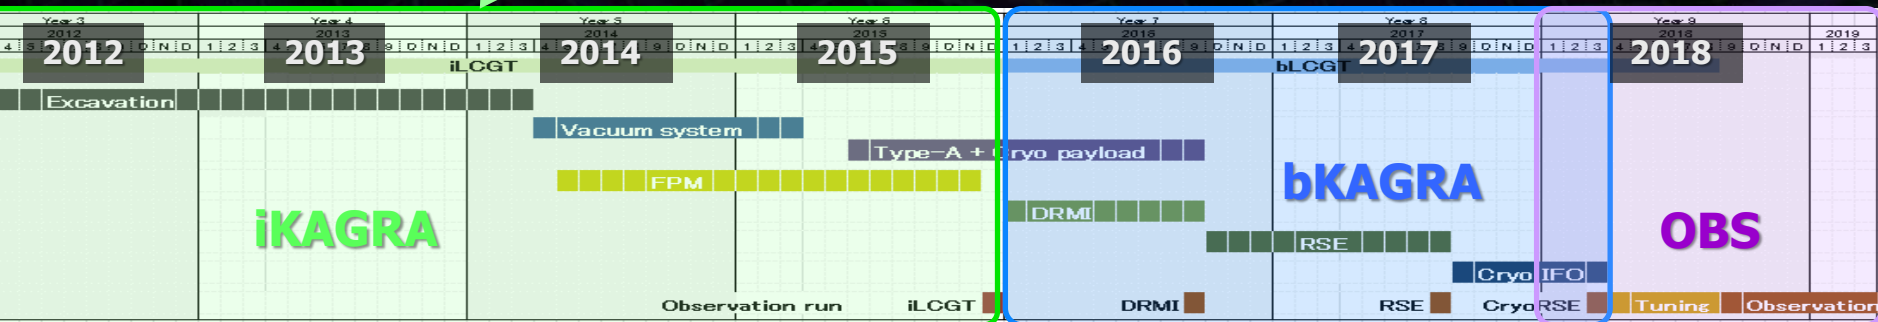 Year 3 Year 4 Year 5 Year 6 Year 7 Year 8 Year 9
2012 2013 2014 2015 2016 2017 2018 2019
2012 2013 2014 2015 2016 2017 2018
iLCGT bLCGT
Excavation
Vacuum system
Type-A + Cryo payload
FPM
bKAGRA
iKAGRA
DRMI
OBS
RSE
Cryo IFO
Observation run iLCGT DRMI RSE CryoRSE Tuning Observation